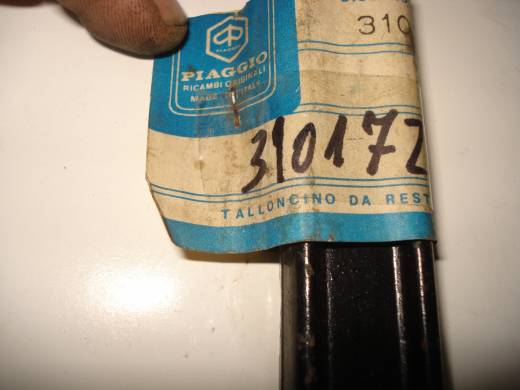 310
PIAGGIO
RICAMBI ORIGINALI
MADE IN ITALY
310172
TALLONCINO DA REST